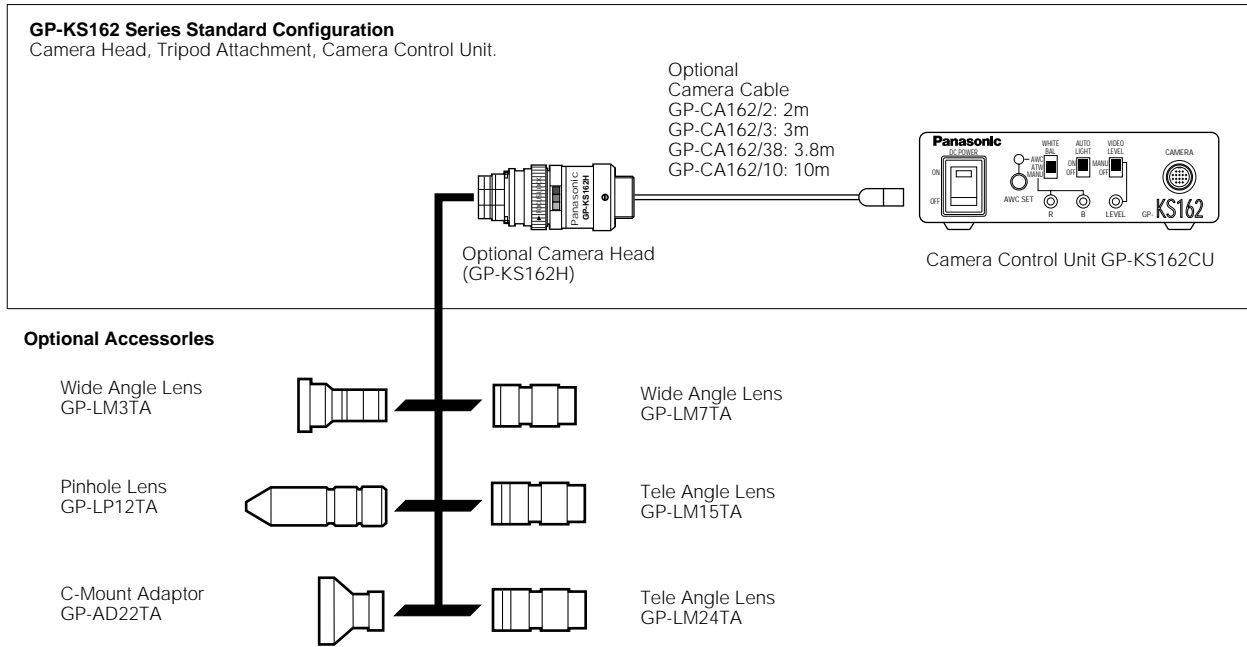 GP-KS162 Series Standard Configuration
Camera Head, Tripod Attachment, Camera Control Unit.
Optional
Camera Cable
GP-CA162/2: 2m
GP-CA162/3: 3m
GP-CA162/38: 3.8m
GP-CA162/10: 10m
Panasonic
GP-KS162H
Optional Camera Head
(GP-KS162H)
Panasonic
DC POWER
ON
OFF
WHITE
BAL
AWC
ATW
MANU
AWC SET
R
B
AUTO
LIGHT
ON
OFF
VIDEO
LEVEL
MANU
OFF
LEVEL
CAMERA
GP-KS162
Camera Control Unit GP-KS162CU
Optional Accessorles
Wide Angle Lens
GP-LM3TA
Wide Angle Lens
GP-LM7TA
Pinhole Lens
GP-LP12TA
Tele Angle Lens
GP-LM15TA
C-Mount Adaptor
GP-AD22TA
Tele Angle Lens
GP-LM24TA